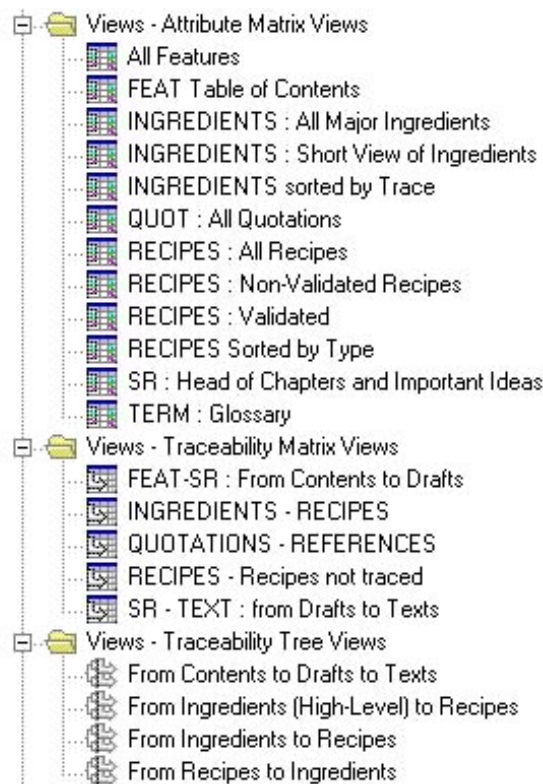 Views - Attribute Matrix Views
All Features
FEAT Table of Contents
INGREDIENTS : All Major Ingredients
INGREDIENTS : Short View of Ingredients
INGREDIENTS sorted by Trace
QUOT : All Quotations
RECIPES : All Recipes
RECIPES : Non-Validated Recipes
RECIPES : Validated
RECIPES Sorted by Type
SR : Head of Chapters and Important Ideas
TERM : Glossary
Views - Traceability Matrix Views
FEAT-SR : From Contents to Drafts
INGREDIENTS - RECIPES
QUOTATIONS - REFERENCES
RECIPES - Recipes not traced
SR - TEXT : from Drafts to Texts
Views - Traceability Tree Views
From Contents to Drafts to Texts
From Ingredients (High-Level) to Recipes
From Ingredients to Recipes
From Recipes to Ingredients